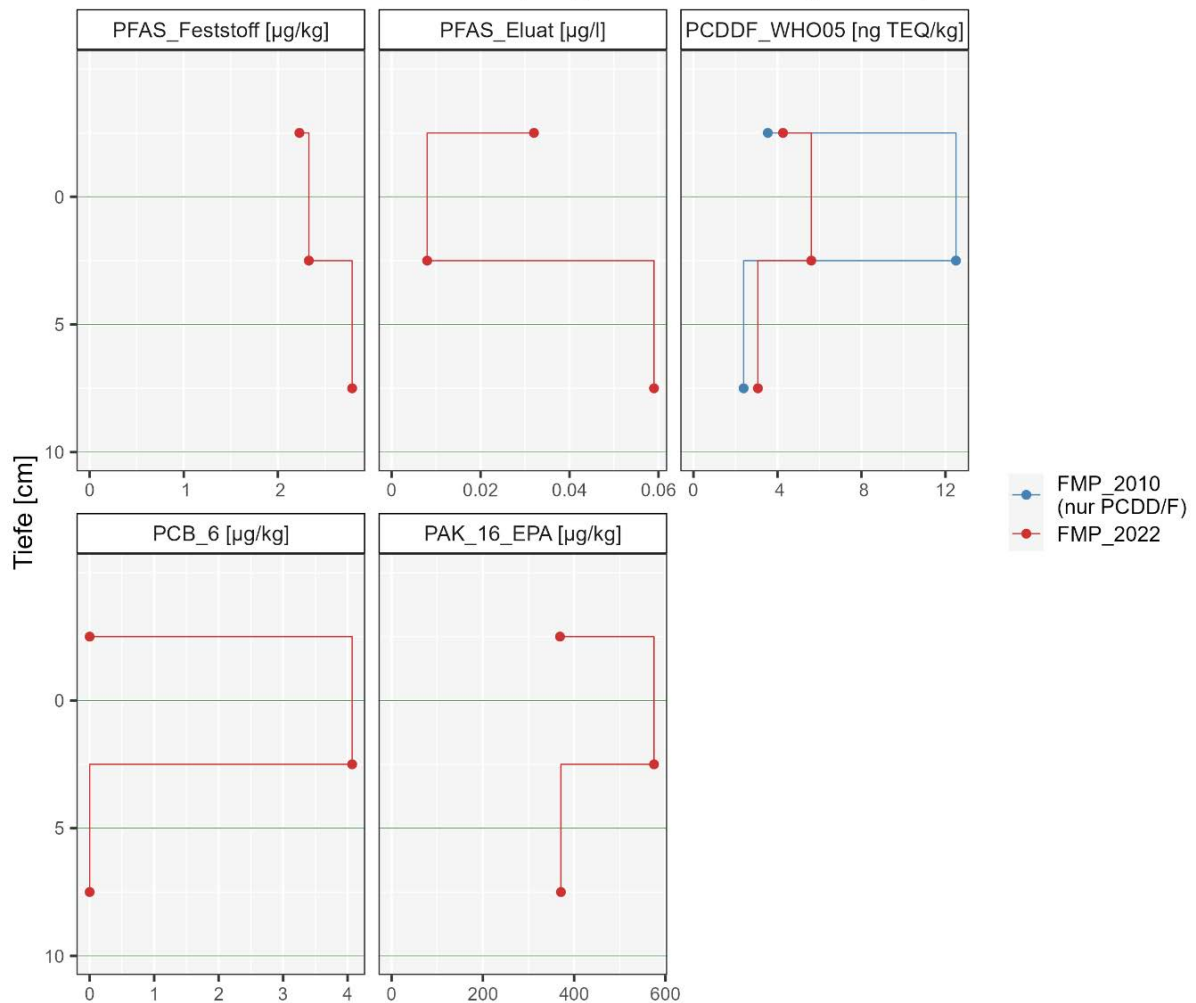 PFAS_Feststoff [µg/kg]
PFAS_Eluat [µg/l]
PCDDF_WHO05 [ng TEQ/kg]
0
5
10
0 1 2
0 0.02 0.04 0.06
0 4 8 12
Tiefe [cm]
FMP_2010
(nur PCDD/F)
FMP_2022
PCB_6 [µg/kg]
PAK_16_EPA [µg/kg]
0
5
10
0 1 2 3 4
0 200 400 600